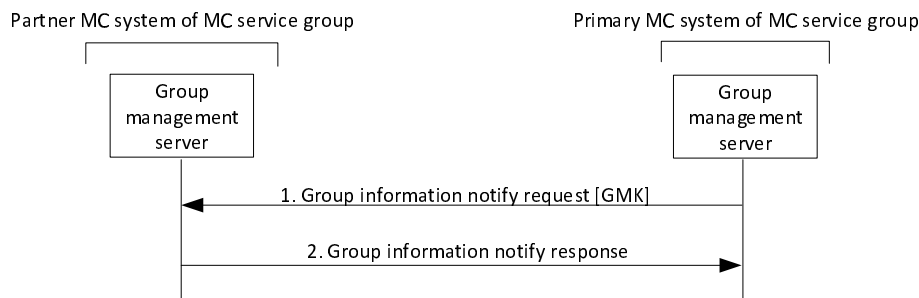 Partner MC system of MC service group
Primary MC system of MC service group
Group
management
server
Group
management
server
1. Group information notify request [GMK]
2. Group information notify response